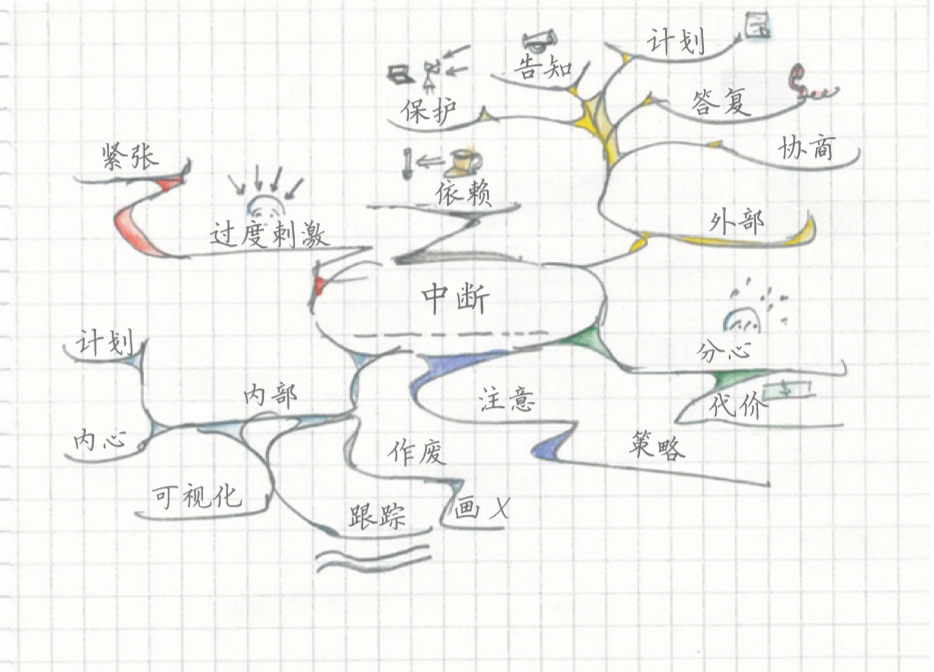 计划
告知
答复
保护
协商
紧张
依赖
外部
过度刺激
中断
分心
计划
内部
注意
代价
内心
作废
策略
可视化
跟踪
画 X